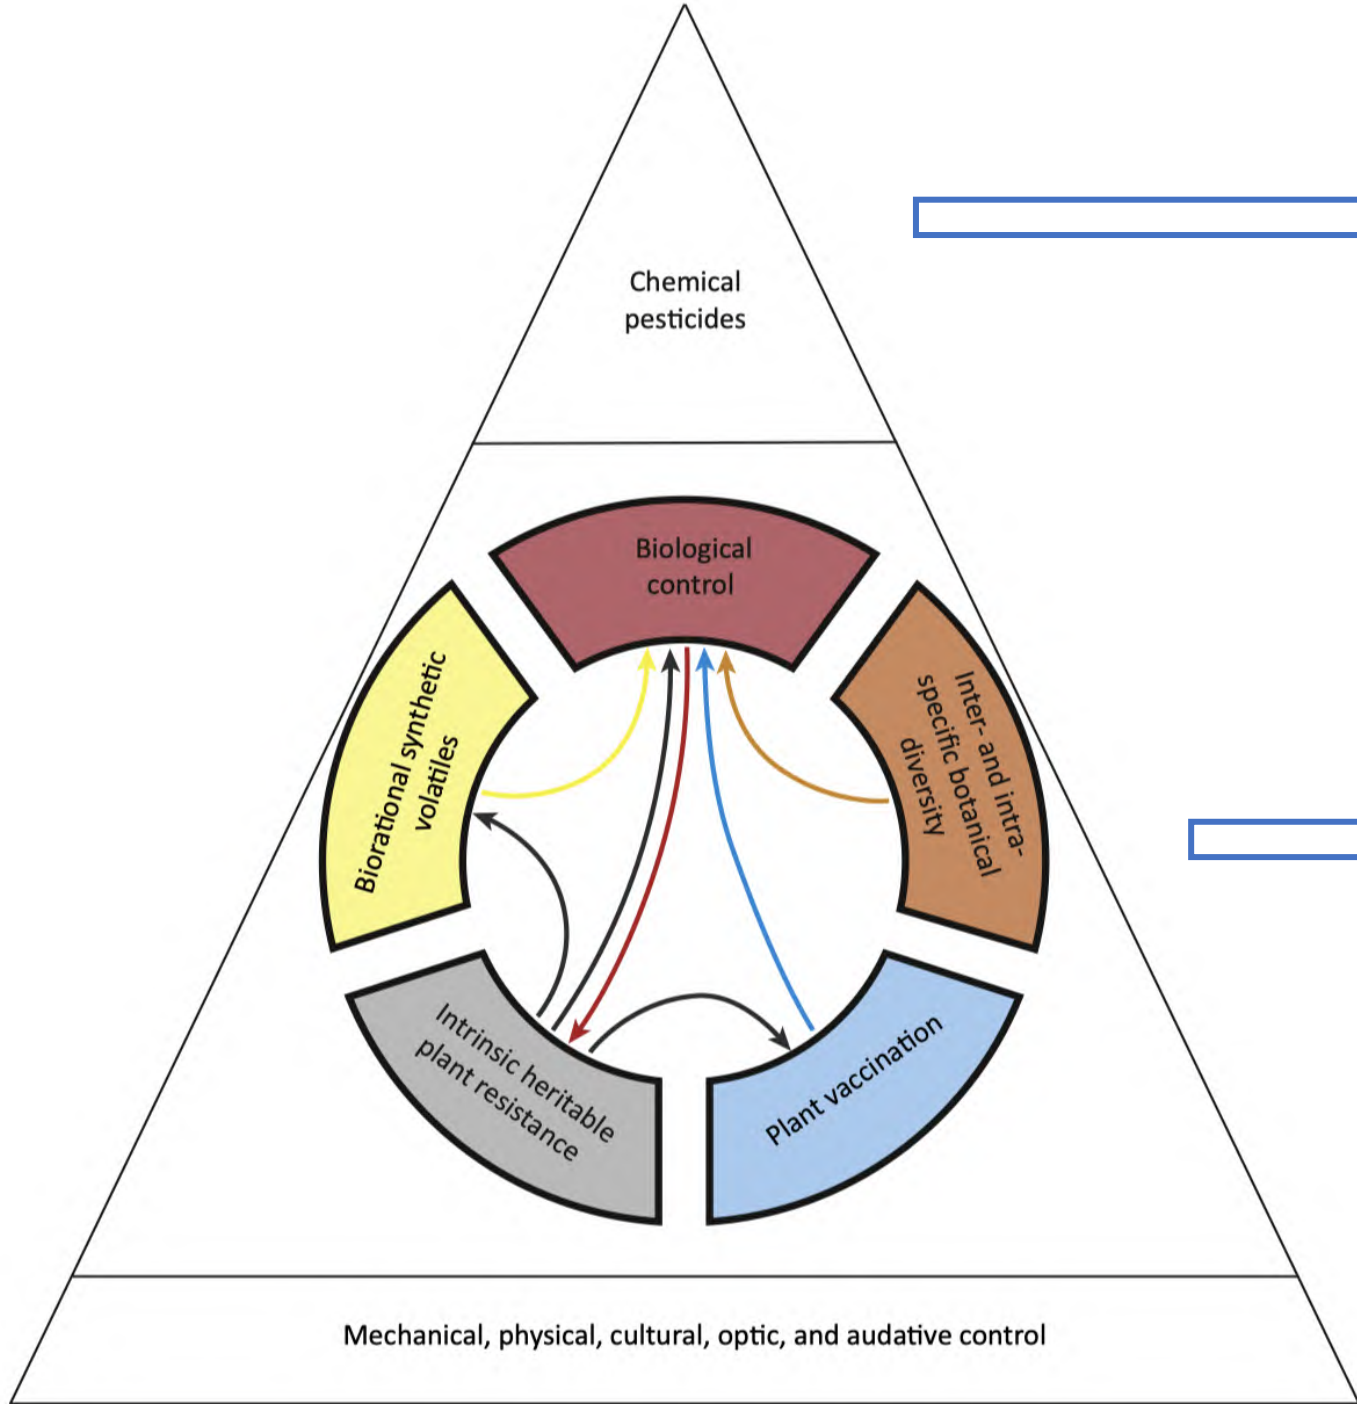 Chemical
pesticides
Biological
control
Biorational synthetic
volatiles
Inter- and intra-
specific botanical
diversity
Intrinsic heritable
plant resistance
Plant vaccination
Mechanical, physical, cultural, optic, and audative control